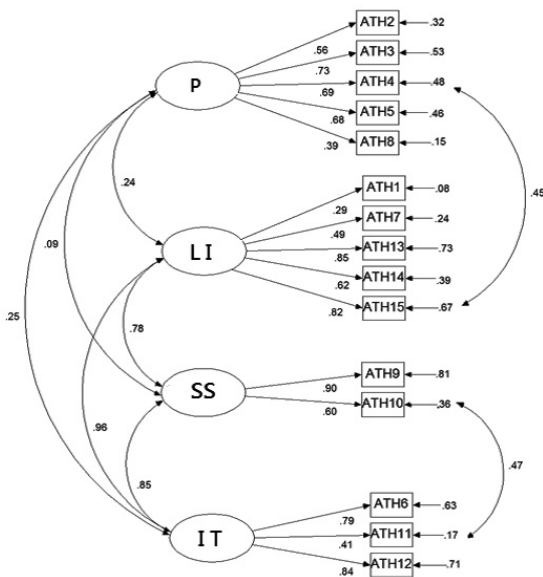 ATH2 .32
.56
ATH3 .53
.73
P
ATH4 .48
.69
ATH5 .46
.68
ATH8 .15
.39
.24
.45
ATH1 .08
.29
ATH7 .24
.49
.09
LI
ATH13 .73
.85
ATH14 .39
.62
ATH15 .67
.82
.25
.78
ATH9 .81
.90
SS
ATH10 .36
.60
.96
.47
.85
ATH6 .63
.79
IT
ATH11 .17
.41
ATH12 .71
.84